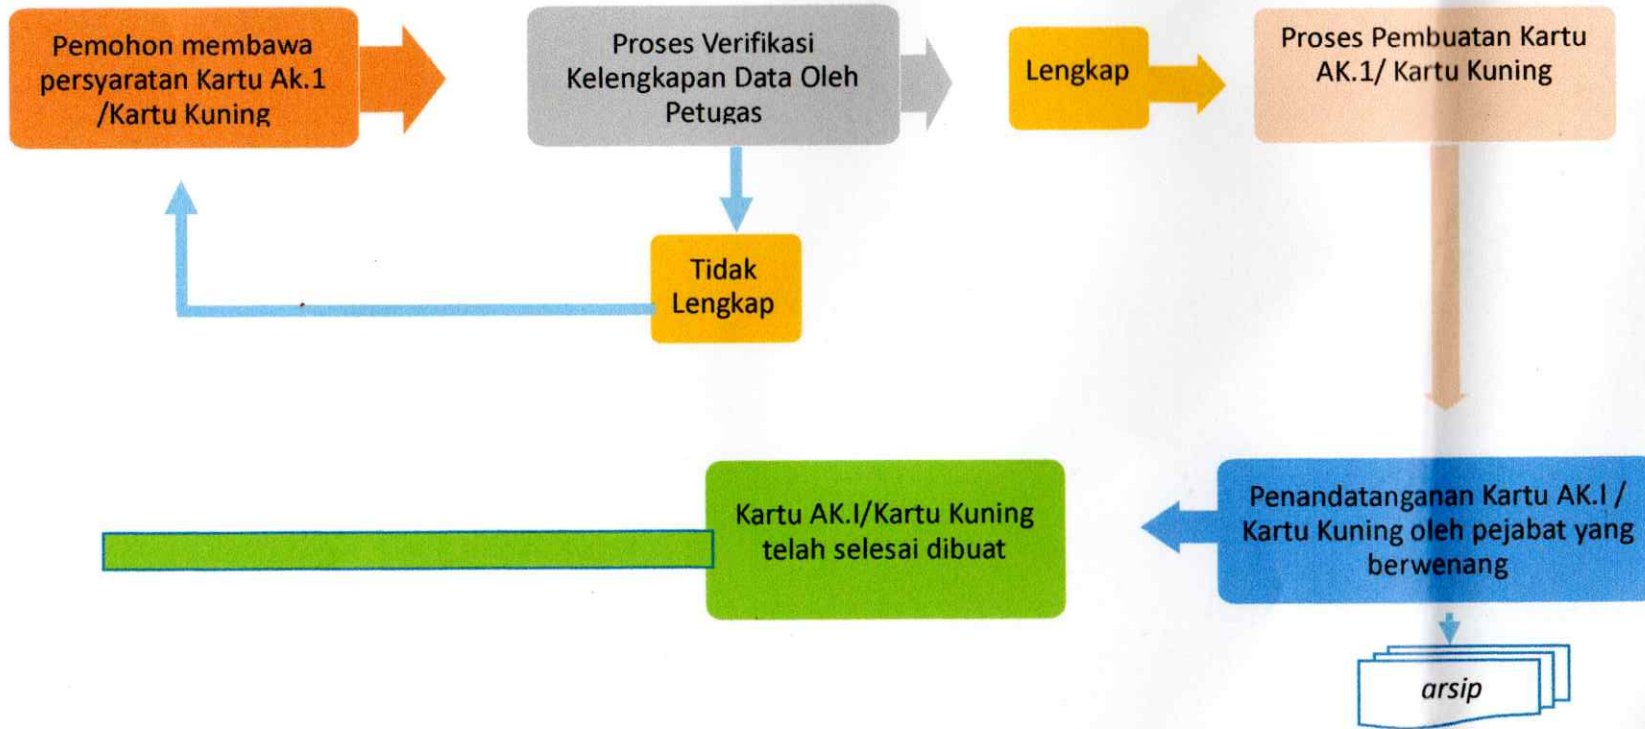 Pemohon membawa
persyaratan Kartu Ak.1
/Kartu Kuning
Proses Verifikasi
Kelengkapan Data Oleh
Petugas
Lengkap
Proses Pembuatan Kartu
AK.1/ Kartu Kuning
Tidak
Lengkap
Kartu AK.I/Kartu Kuning
telah selesai dibuat
Penandatanganan Kartu AK.I /
Kartu Kuning oleh pejabat yang
berwenang
arsip